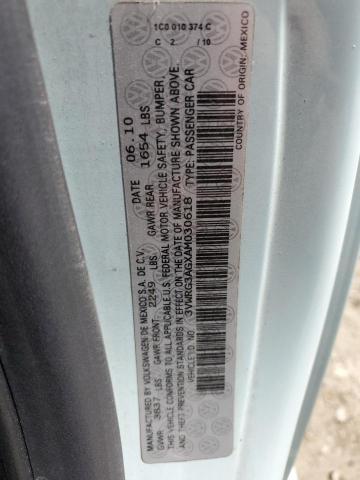 MANUFACTURED BY VOLKSWAGEN DE MEXICO S.A. DE C.V. DATE 06.10
GVWR 3837 LBS GAWR FRONT 2249 LBS GAWR REAR 1654 LBS
THIS VEHICLE CONFORMS TO ALL APPLICABLE U.S. FEDERAL MOTOR VEHICLE SAFETY, BUMPER,
AND THEFT PREVENTION STANDARDS IN EFFECT ON THE DATE OF MANUFACTURE SHOWN ABOVE.
VEHICLE I.D. NO. 3VWRG3AGXAM030618 TYPE: PASSENGER CAR
1C0 010 374 C
C 2 / 10
COUNTRY OF ORIGIN: MEXICO